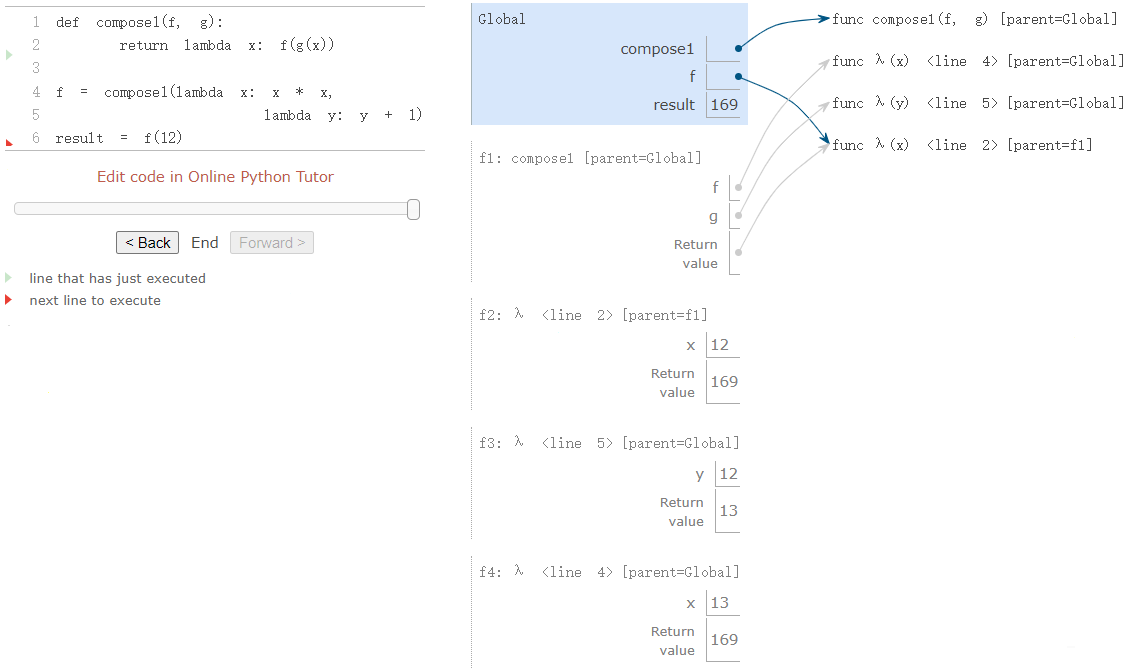 1 def compose1(f, g):
2 return lambda x: f(g(x))
3
4 f = compose1(lambda x: x * x,
5 lambda y: y + 1)
6 result = f(12)
Edit code in Online Python Tutor
< Back End Forward >
line that has just executed
next line to execute
Global
compose1
f
result 169
func compose1(f, g) [parent=Global]
func λ(x) <line 4> [parent=Global]
func λ(y) <line 5> [parent=Global]
func λ(x) <line 2> [parent=f1]
f1: compose1 [parent=Global]
f
g
Return
value
f2: λ <line 2> [parent=f1]
x 12
Return
value 169
f3: λ <line 5> [parent=Global]
y 12
Return
value 13
f4: λ <line 4> [parent=Global]
x 13
Return
value 169